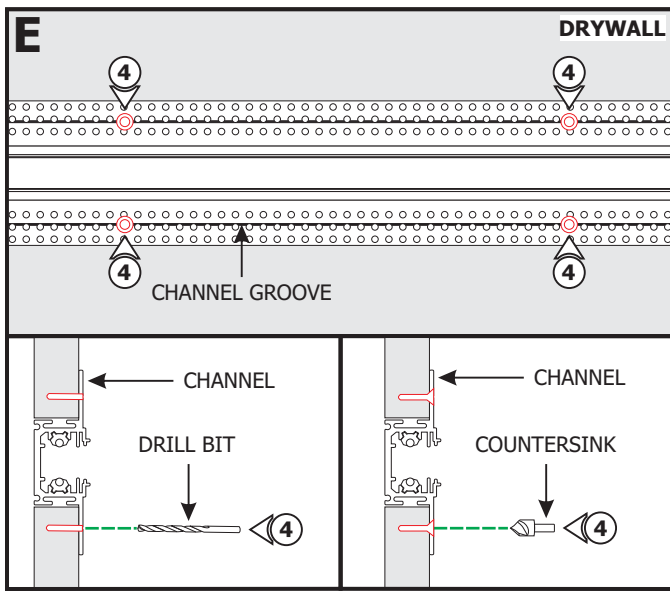 E
DRYWALL
4 4
4 4
CHANNEL GROOVE
CHANNEL
DRILL BIT
4
CHANNEL
COUNTERSINK
4